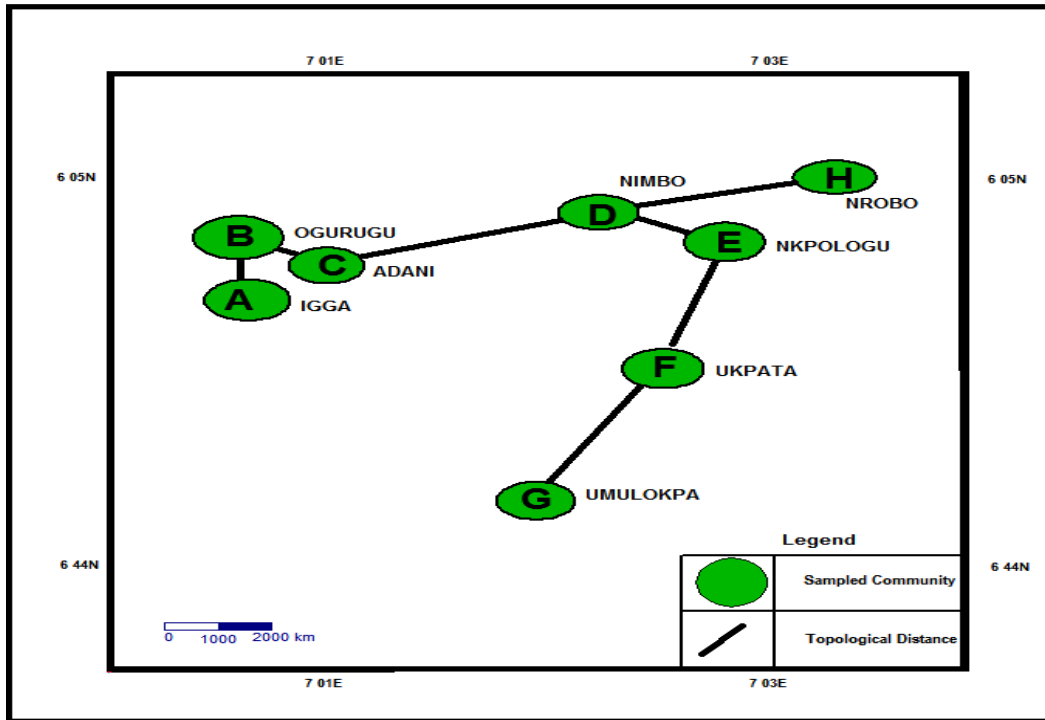 7 01E 7 03E
6 05N 6 05N
H
NIMBO
NROBO
D
B OGURUGU
E NKPOLOGU
C ADANI
A IGGA
F UKPATA
G UMULOKPA
Legend
6 44N 6 44N
Sampled Community
0 1000 2000 km
Topological Distance
7 01E 7 03E